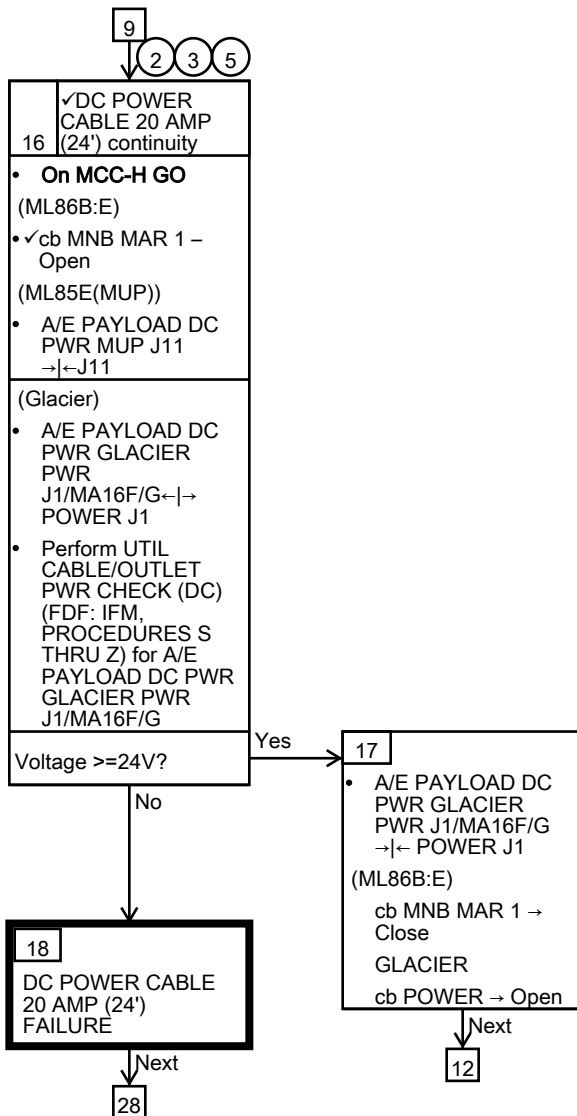 9
2 3 5
✓DC POWER
CABLE 20 AMP
16 (24') continuity
• On MCC-H GO
(ML86B:E)
• ✓cb MNB MAR 1 –
Open
(ML85E(MUP))
• A/E PAYLOAD DC
PWR MUP J11
→|←J11
(Glacier)
• A/E PAYLOAD DC
PWR GLACIER
PWR
J1/MA16F/G←|→
POWER J1
• Perform UTIL
CABLE/OUTLET
PWR CHECK (DC)
(FDF: IFM,
PROCEDURES S
THRU Z) for A/E
PAYLOAD DC PWR
GLACIER PWR
J1/MA16F/G
Voltage >=24V?
Yes
No
17
• A/E PAYLOAD DC
PWR GLACIER
PWR J1/MA16F/G
→|← POWER J1
(ML86B:E)
cb MNB MAR 1 →
Close
GLACIER
cb POWER → Open
Next
12
18
DC POWER CABLE
20 AMP (24')
FAILURE
Next
28